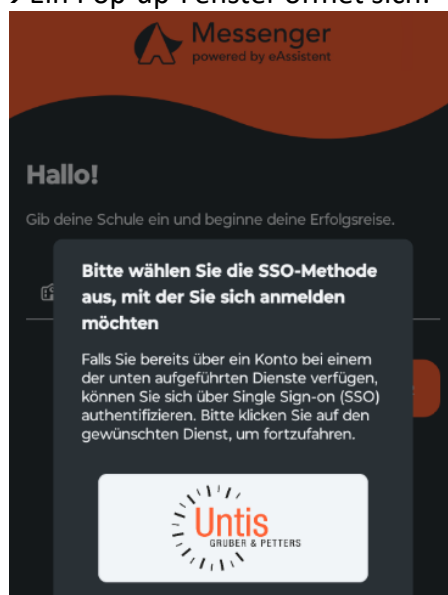 Ein Pop-up-Fenster öffnet sich.
Messenger
powered by eAssistent
Hallo!
Gib deine Schule ein und beginne deine Erfolgsreise.
Bitte wählen Sie die SSO-Methode
aus, mit der Sie sich anmelden
möchten
Falls Sie bereits über ein Konto bei einem
der unten aufgeführten Dienste verfügen,
können Sie sich über Single Sign-on (SSO)
authentifizieren. Bitte klicken Sie auf den
gewünschten Dienst, um fortzufahren.
Untis
GRUBER & PETTERS